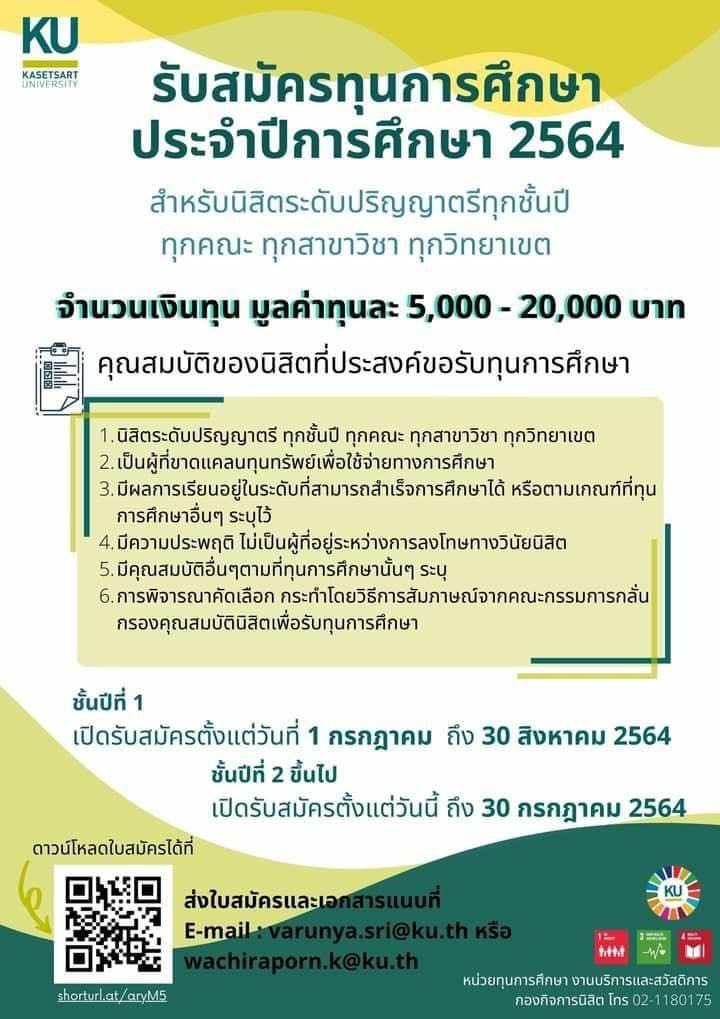 KU
KASETSART
UNIVERSITY
รับสมัครทุนการศึกษา
ประจำปีการศึกษา 2564
สำหรับนิสิตระดับปริญญาตรีทุกชั้นปี
ทุกคณะ ทุกสาขาวิชา ทุกวิทยาเขต
จำนวนเงินทุน มูลค่าทุนละ 5,000 - 20,000 บาท
คุณสมบัติของนิสิตที่ประสงค์ขอรับทุนการศึกษา
1. นิสิตระดับปริญญาตรี ทุกชั้นปี ทุกคณะ ทุกสาขาวิชา ทุกวิทยาเขต
2. เป็นผู้ที่ขาดแคลนทุนทรัพย์เพื่อใช้จ่ายทางการศึกษา
3. มีผลการเรียนอยู่ในระดับที่สามารถสำเร็จการศึกษาได้ หรือตามเกณฑ์ที่ทุน
การศึกษาอื่นๆ ระบุไว้
4. มีความประพฤติ ไม่เป็นผู้ที่อยู่ระหว่างการลงโทษทางวินัยนิสิต
5. มีคุณสมบัติอื่นๆตามที่ทุนการศึกษานั้นๆ ระบุ
6. การพิจารณาคัดเลือก กระทำโดยวิธีการสัมภาษณ์จากคณะกรรมการกลั่น
กรองคุณสมบัตินิสิตเพื่อรับทุนการศึกษา
ชั้นปีที่ 1
เปิดรับสมัครตั้งแต่วันที่ 1 กรกฎาคม ถึง 30 สิงหาคม 2564
ชั้นปีที่ 2 ขึ้นไป
เปิดรับสมัครตั้งแต่วันนี้ ถึง 30 กรกฎาคม 2564
ดาวน์โหลดใบสมัครได้ที่
shorturl.at/aryM5
ส่งใบสมัครและเอกสารแนบที่
E-mail : varunya.sri@ku.th หรือ
wachiraporn.k@ku.th
KU
1
3
4
หน่วยทุนการศึกษา งานบริการและสวัสดิการ
กองกิจการนิสิต โทร 02-1180175